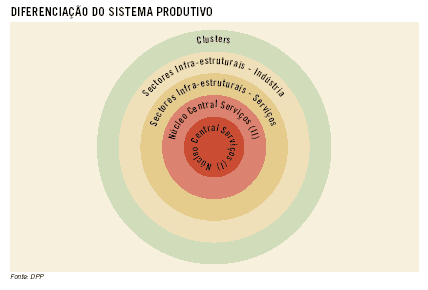 DIFERENCIAÇÃO DO SISTEMA PRODUTIVO
Clusters
Sectores Infra-estruturais - Indústria
Sectores Infra-estruturais - Serviços
Núcleo Central Serviços (II)
Núcleo Central Serviços (I)
Fonte: DPP